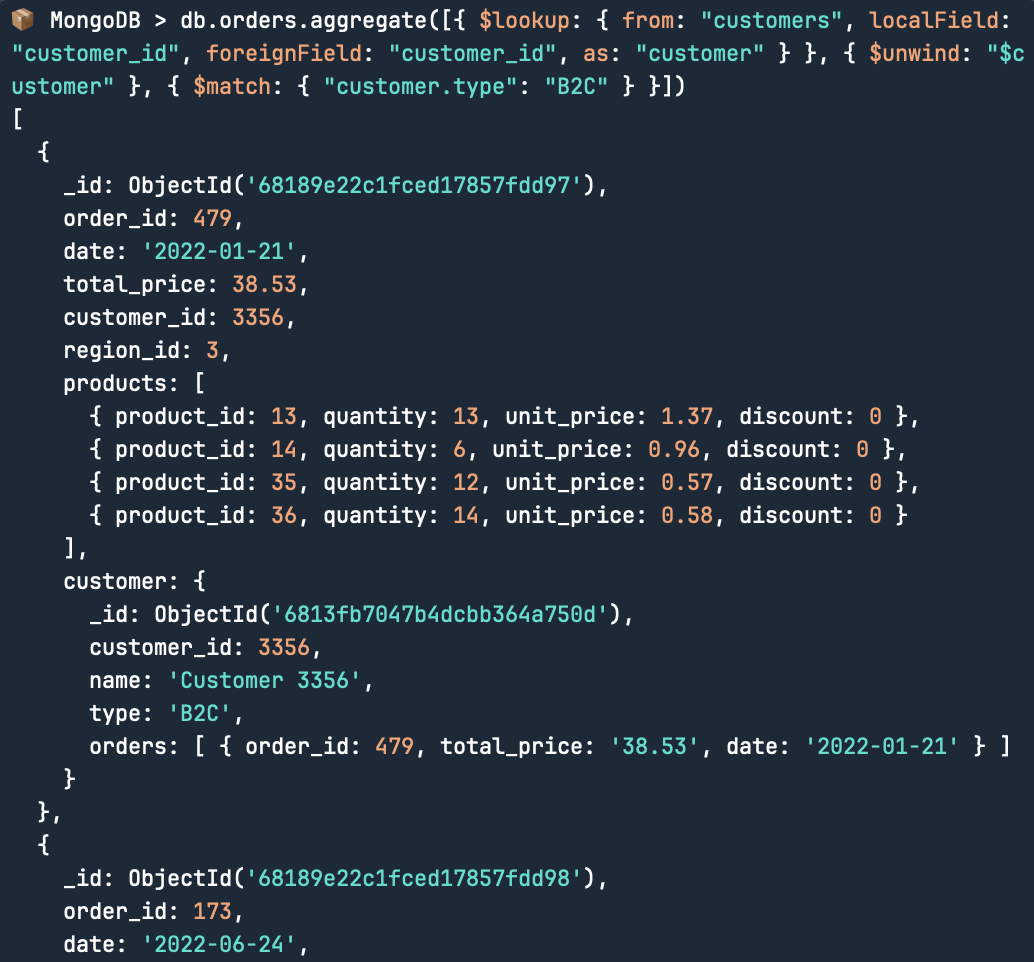 📦 MongoDB > db.orders.aggregate([{ $lookup: { from: "customers", localField:
"customer_id", foreignField: "customer_id", as: "customer" } }, { $unwind: "$c
ustomer" }, { $match: { "customer.type": "B2C" } }])
[
  {
    _id: ObjectId('68189e22c1fced17857fdd97'),
    order_id: 479,
    date: '2022-01-21',
    total_price: 38.53,
    customer_id: 3356,
    region_id: 3,
    products: [
      { product_id: 13, quantity: 13, unit_price: 1.37, discount: 0 },
      { product_id: 14, quantity: 6, unit_price: 0.96, discount: 0 },
      { product_id: 35, quantity: 12, unit_price: 0.57, discount: 0 },
      { product_id: 36, quantity: 14, unit_price: 0.58, discount: 0 }
    ],
    customer: {
      _id: ObjectId('6813fb7047b4dcbb364a750d'),
      customer_id: 3356,
      name: 'Customer 3356',
      type: 'B2C',
      orders: [ { order_id: 479, total_price: '38.53', date: '2022-01-21' } ]
    }
  },
  {
    _id: ObjectId('68189e22c1fced17857fdd98'),
    order_id: 173,
    date: '2022-06-24',